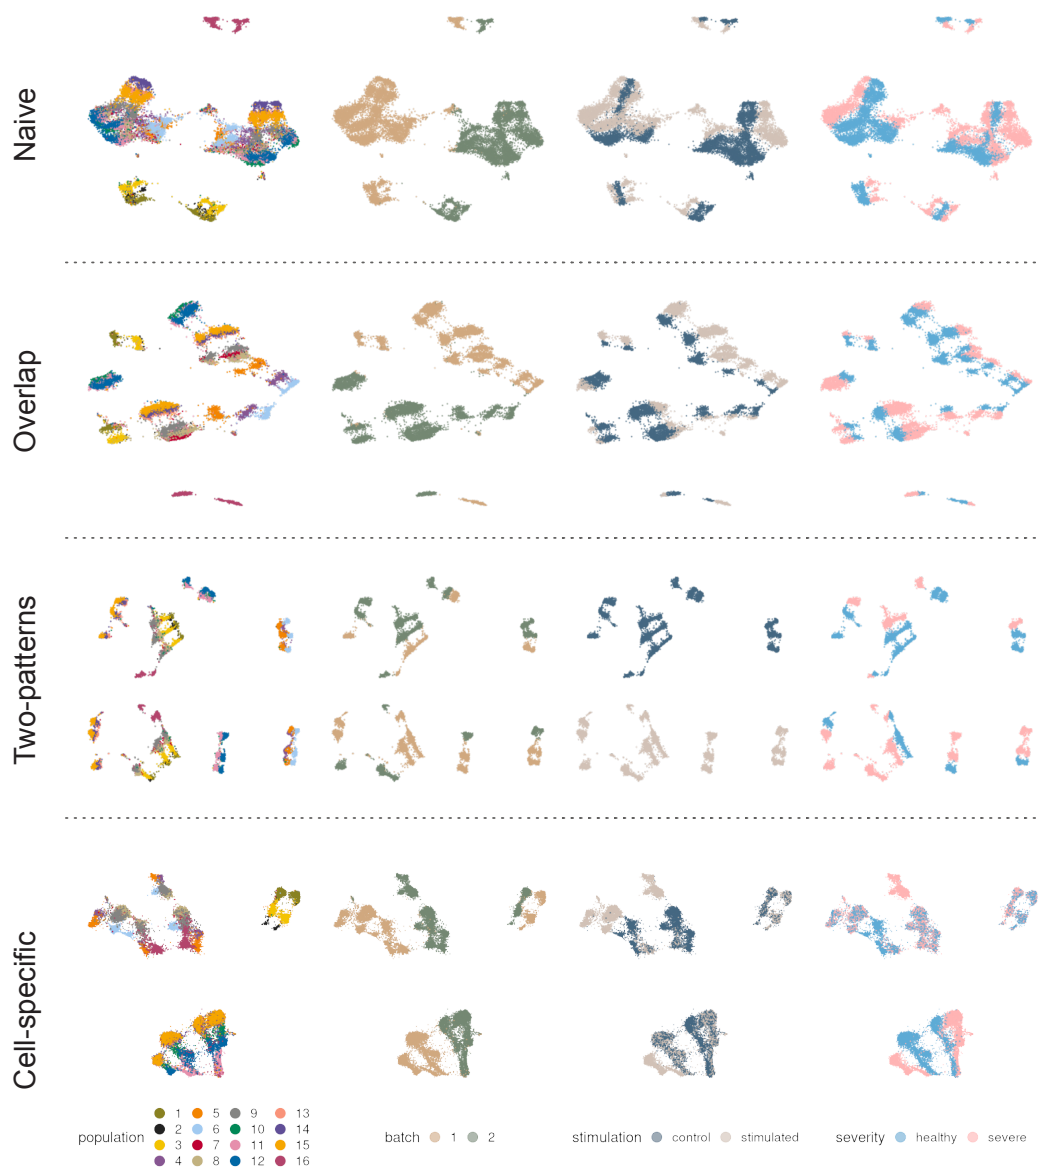 Naive
Overlap
Two-patterns
Cell-specific
population
1 5 9 13
2 6 10 14
3 7 11 15
4 8 12 16
batch 1 2
stimulation control stimulated
severity healthy severe